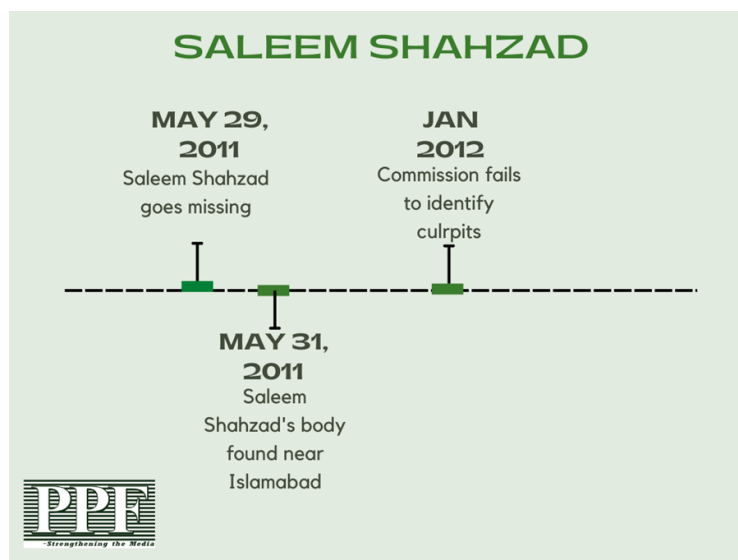 SALEEM SHAHZAD
MAY 29,
2011
Saleem Shahzad
goes missing
JAN
2012
Commission fails
to identify
culrpits
MAY 31,
2011
Saleem
Shahzad's body
found near
Islamabad
PPF
-Strengthening the Media